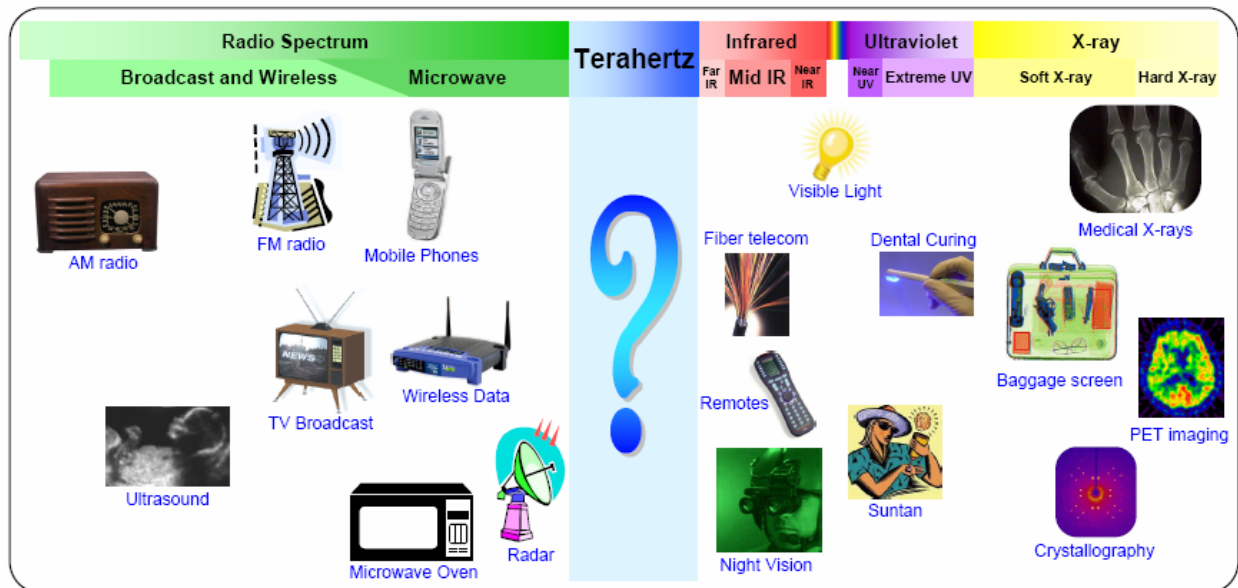 Radio Spectrum
Terahertz
Infrared
Ultraviolet
X-ray
Broadcast and Wireless
Microwave
Far IR
Mid IR
Near IR
Near UV
Extreme UV
Soft X-ray
Hard X-ray
AM radio
FM radio
Mobile Phones
Visible Light
Medical X-rays
Fiber telecom
Dental Curing
NEWS
TV Broadcast
Wireless Data
Remotes
Baggage screen
PET imaging
Ultrasound
Microwave Oven
Radar
?
Night Vision
Suntan
Crystallography